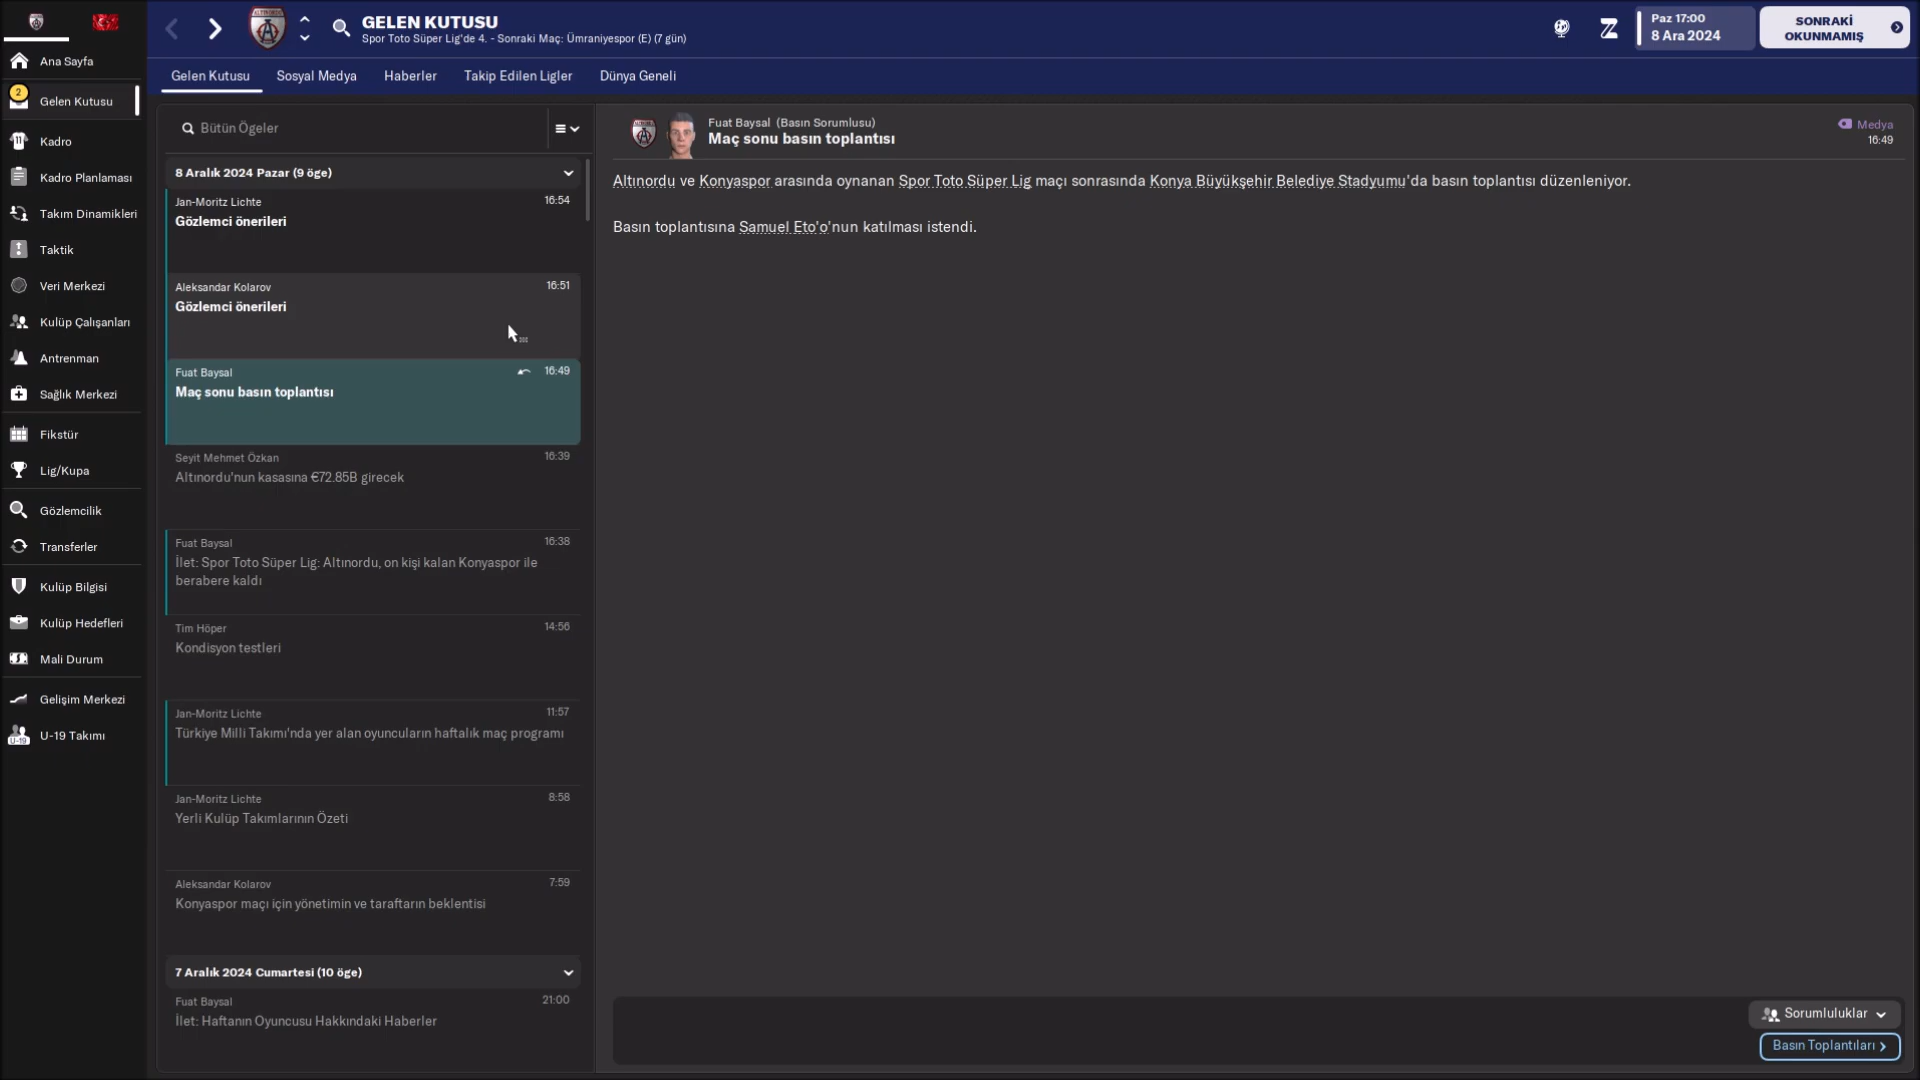 GELEN KUTUSU
Spor Toto Süper Lig'de 4. - Sonraki Maç: Ümraniyespor (E) (7 gün)
Paz 17:00
8 Ara 2024
SONRAKİ
OKUNMAMIŞ
Gelen Kutusu
Sosyal Medya
Haberler
Takip Edilen Ligler
Dünya Geneli
Ana Sayfa
2
Gelen Kutusu
Kadro
Kadro Planlaması
Takım Dinamikleri
Taktik
Veri Merkezi
Kulüp Çalışanları
Antrenman
Sağlık Merkezi
Fikstür
Lig/Kupa
Gözlemcilik
Transferler
Kulüp Bilgisi
Kulüp Hedefleri
Mali Durum
Gelişim Merkezi
U-19 Takımı
Bütün Ögeler
8 Aralık 2024 Pazar (9 öge)
Jan-Moritz Lichte 16:54
Gözlemci önerileri
Aleksandar Kolarov 16:51
Gözlemci önerileri
Fuat Baysal 16:49
Maç sonu basın toplantısı
Seyit Mehmet Özkan 16:39
Altınordu'nun kasasına €72.85B girecek
Fuat Baysal 16:38
İlet: Spor Toto Süper Lig: Altınordu, on kişi kalan Konyaspor ile
berabere kaldı
Tim Höper 14:56
Kondisyon testleri
Jan-Moritz Lichte 11:57
Türkiye Milli Takımı'nda yer alan oyuncuların haftalık maç programı
Jan-Moritz Lichte 8:58
Yerli Kulüp Takımlarının Özeti
Aleksandar Kolarov 7:59
Konyaspor maçı için yönetimin ve taraftarın beklentisi
7 Aralık 2024 Cumartesi (10 öge)
Fuat Baysal 21:00
İlet: Haftanın Oyuncusu Hakkındaki Haberler
Fuat Baysal (Basın Sorumlusu)
Maç sonu basın toplantısı
Medya
16:49
Altınordu ve Konyaspor arasında oynanan Spor Toto Süper Lig maçı sonrasında Konya Büyükşehir Belediye Stadyumu'da basın toplantısı düzenleniyor.
Basın toplantısına Samuel Eto'o'nun katılması istendi.
Sorumluluklar
Basın Toplantıları